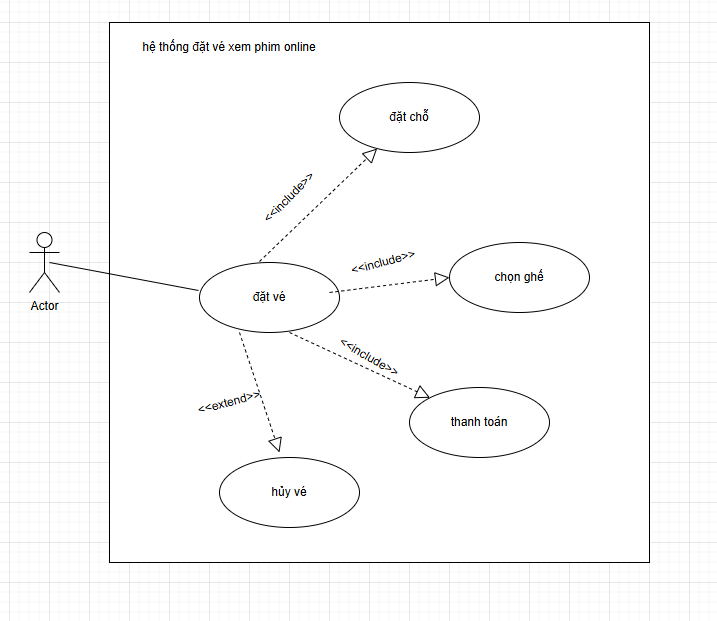 hệ thống đặt vé xem phim online
đặt chỗ
<<include>>
<<include>>
chọn ghế
đặt vé
Actor
<<include>>
<<extend>>
thanh toán
hủy vé